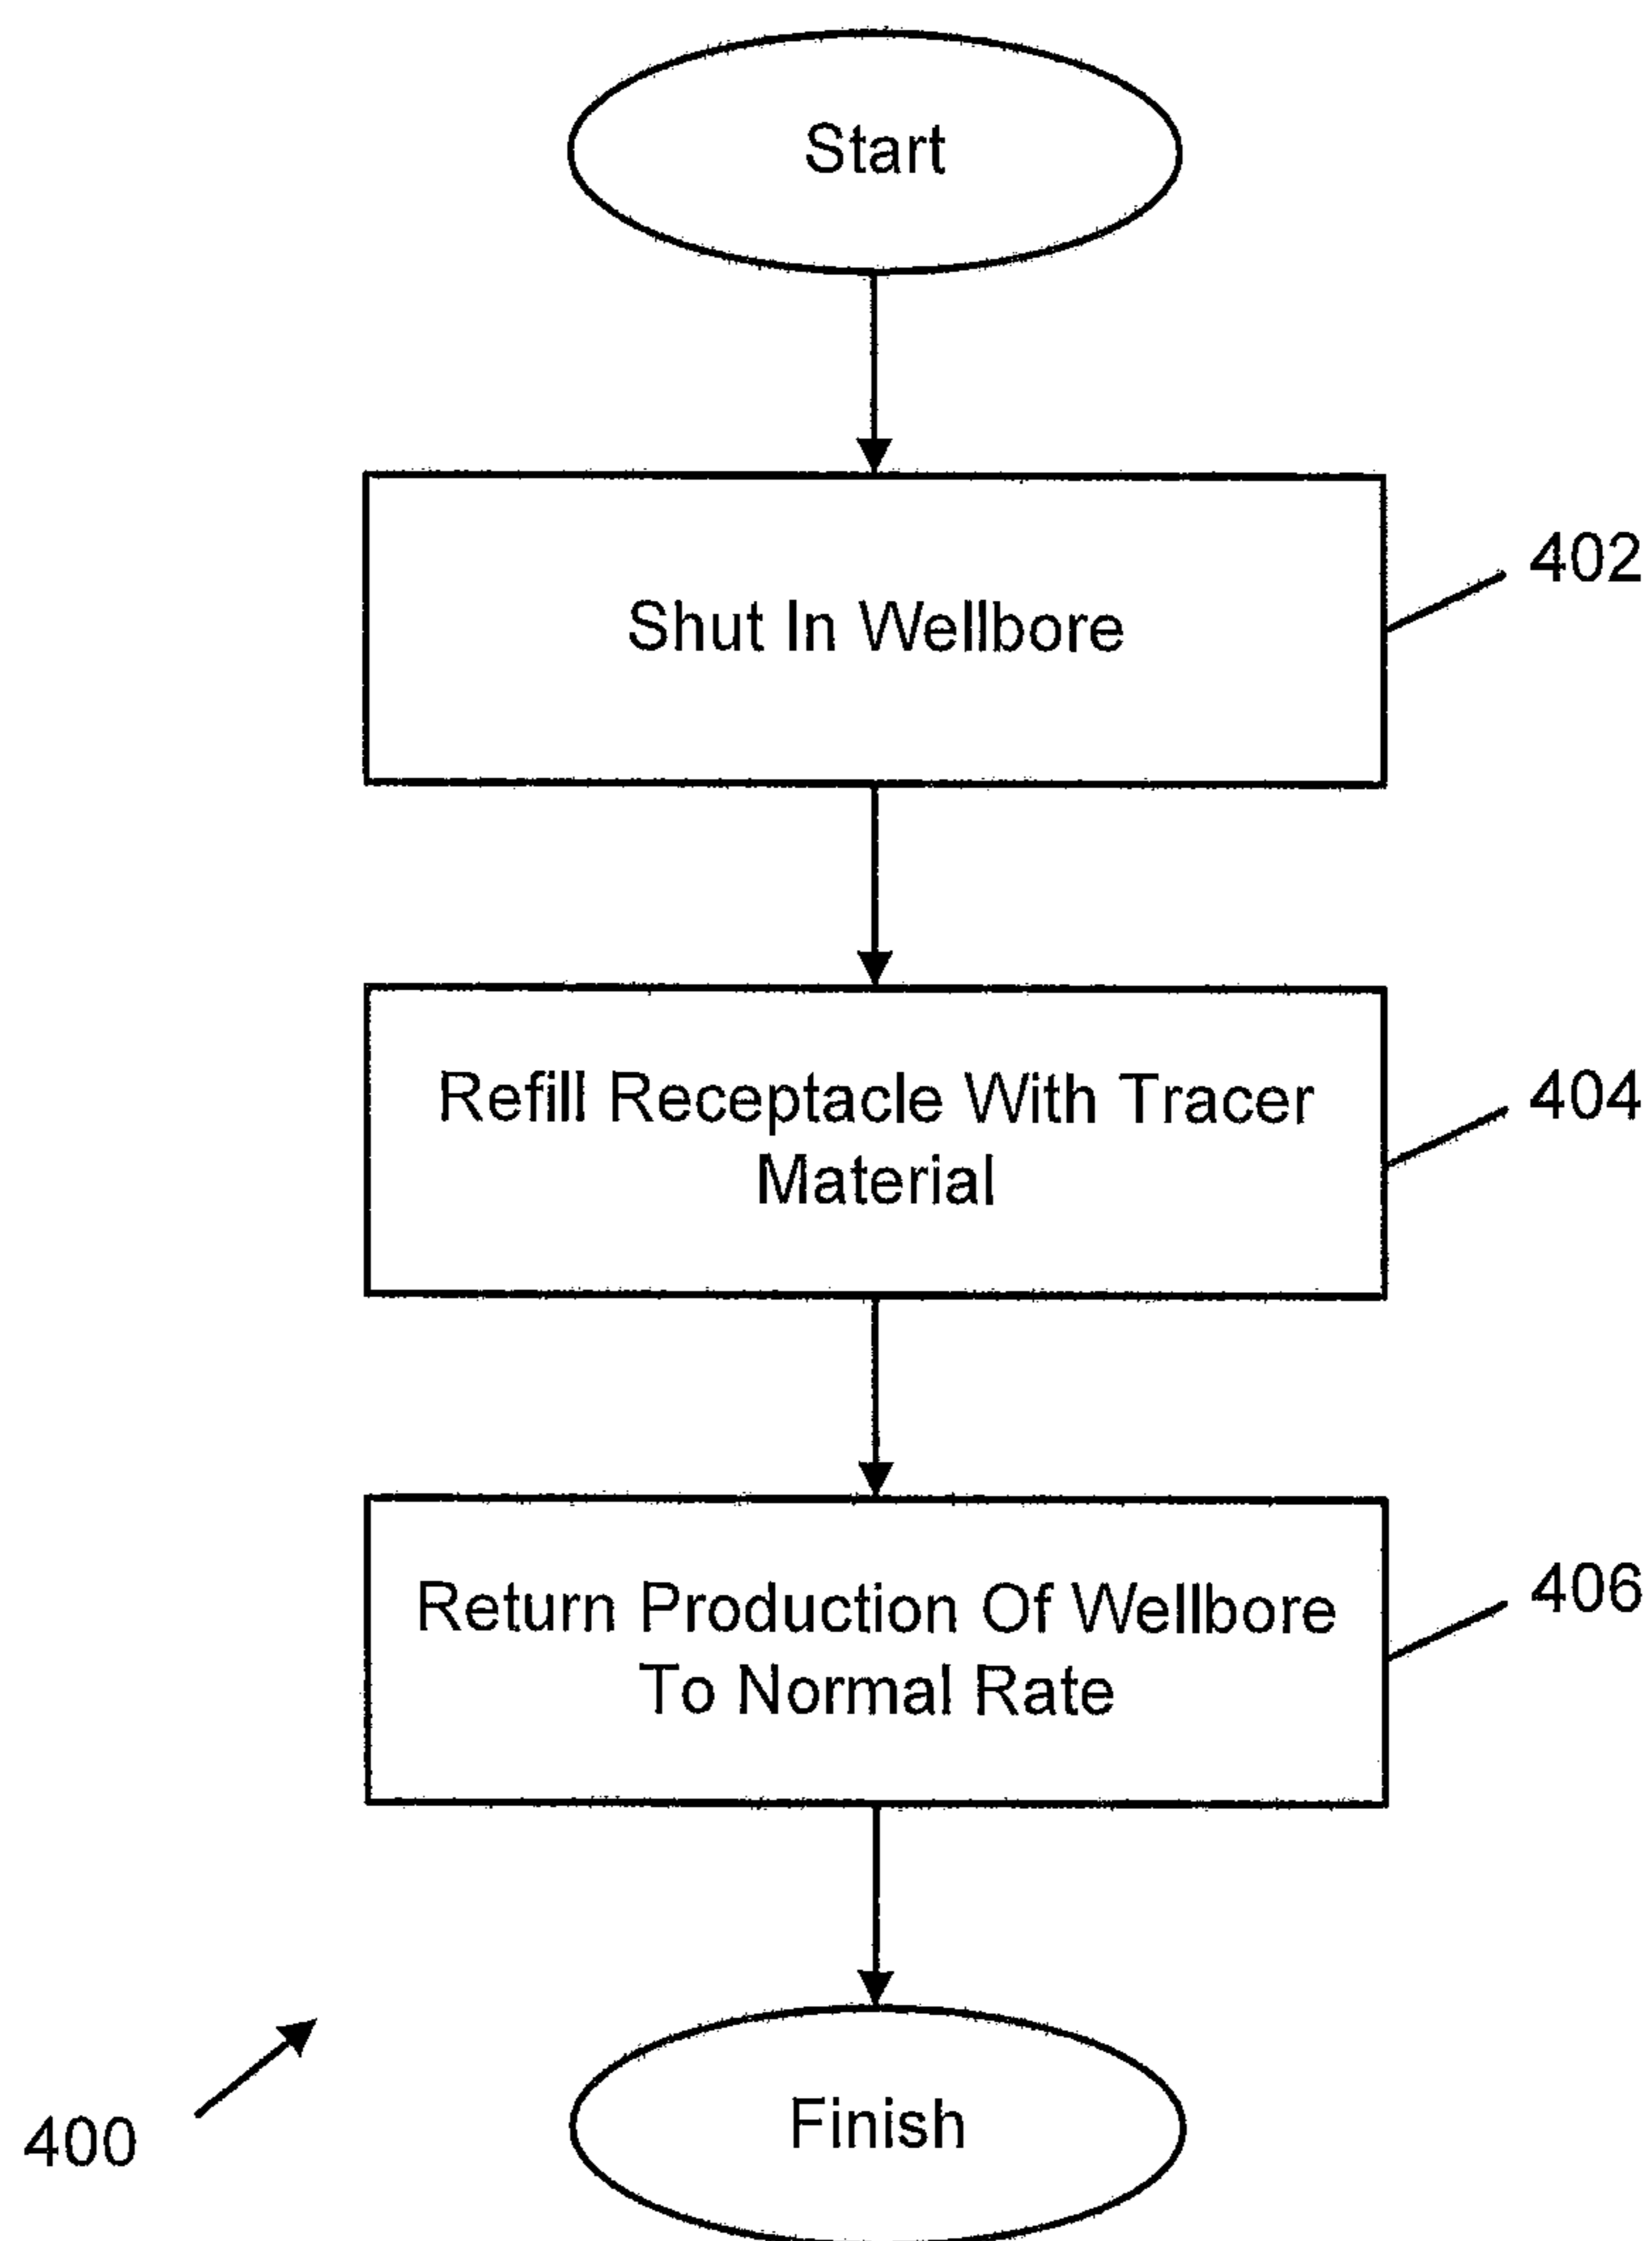 Start
Shut In Wellbore
402
Refill Receptacle With Tracer
Material
404
Return Production Of Wellbore
To Normal Rate
406
Finish
400